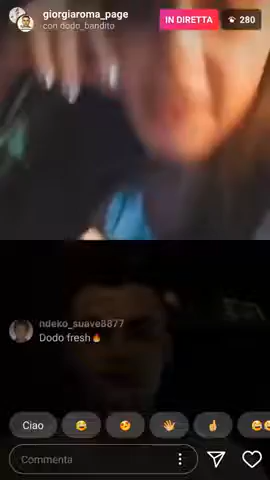 giorgiaroma_page
con dodo_bandito
IN DIRETTA
280
ndeko_suave8877
Dodo fresh🔥
Ciao
Commenta